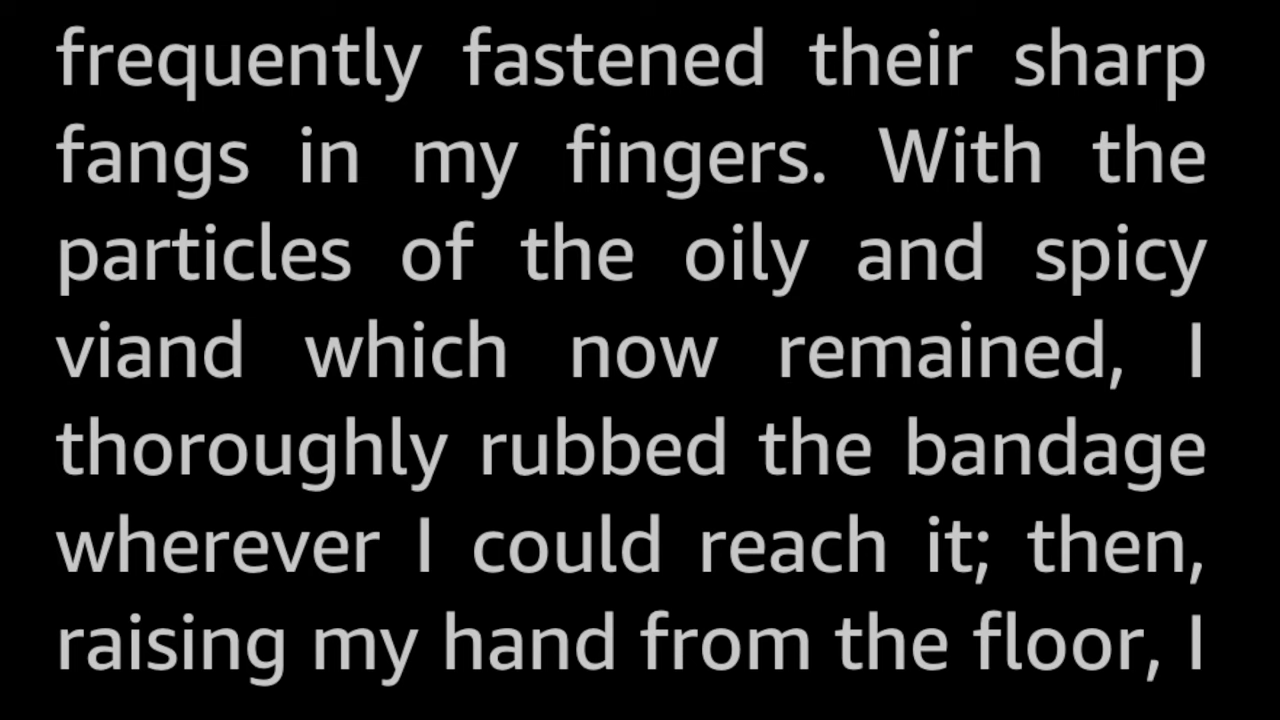 frequently fastened their sharp
fangs in my fingers. With the
particles of the oily and spicy
viand which now remained, I
thoroughly rubbed the bandage
wherever I could reach it; then,
raising my hand from the floor, I